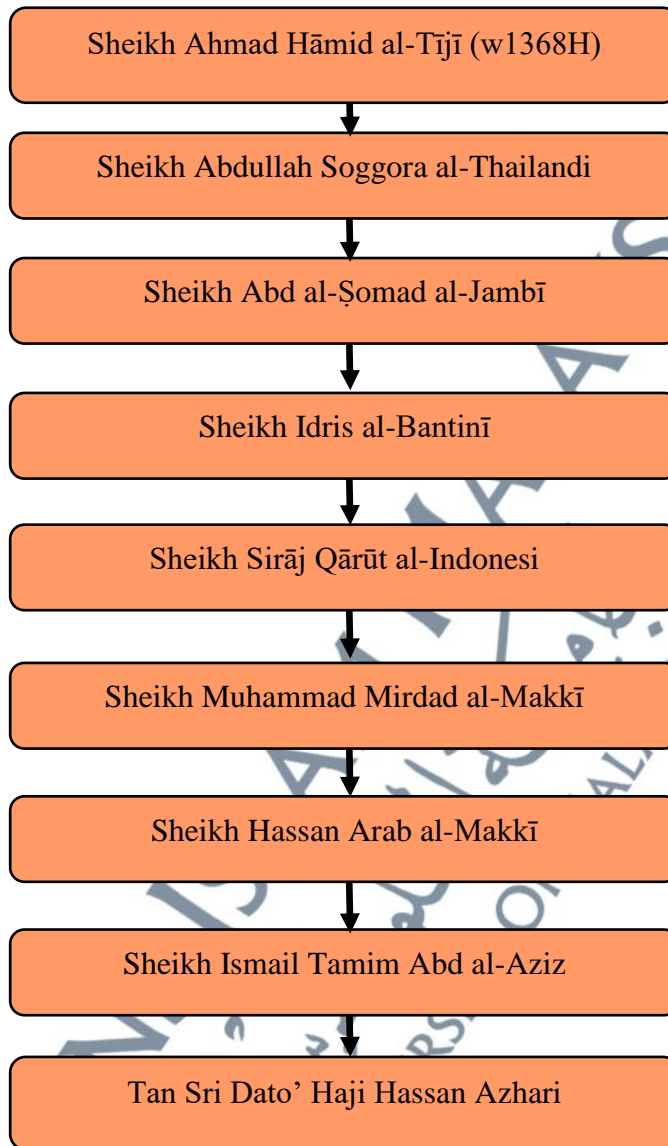 Sheikh Ahmad Hāmid al-Tījī (w1368H)
Sheikh Abdullah Soggora al-Thailandi
Sheikh Abd al-Ṣomad al-Jambī
Sheikh Idris al-Bantinī
Sheikh Sirāj Qārūt al-Indonesi
Sheikh Muhammad Mirdad al-Makkī
Sheikh Hassan Arab al-Makkī
Sheikh Ismail Tamim Abd al-Aziz
Tan Sri Dato’ Haji Hassan Azhari